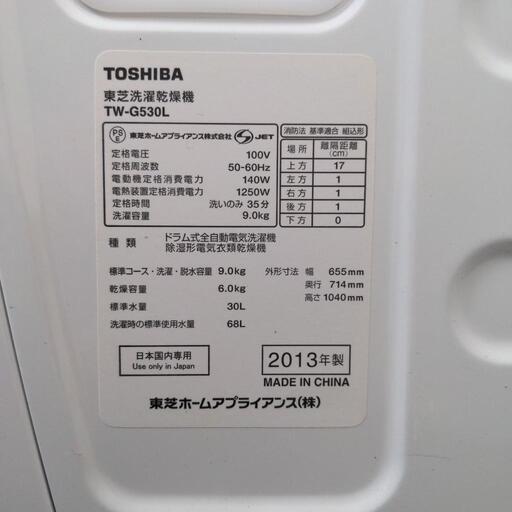 TOSHIBA
東芝洗濯乾燥機
TW-G530L
PS E 東芝ホームアプライアンス株式会社 S JET
定格電圧 100V
定格周波数 50-60Hz
電動機定格消費電力 140W
電熱装置定格消費電力 1250W
定格時間 洗いのみ 35分
洗濯容量 9.0kg
消防法 基準適合 組込形
場所 離隔距離(cm)
上方 17
左方 1
右方 1
後方 1
下方 0
種類 ドラム式全自動電気洗濯機
除湿形電気衣類乾燥機
標準コース・洗濯・脱水容量 9.0kg 外形寸法 幅 655mm
乾燥容量 6.0kg 奥行 714mm
標準水量 30L 高さ 1040mm
洗濯時の標準使用水量 68L
日本国内専用
Use only in Japan
2013年製
MADE IN CHINA
東芝ホームアプライアンス(株)